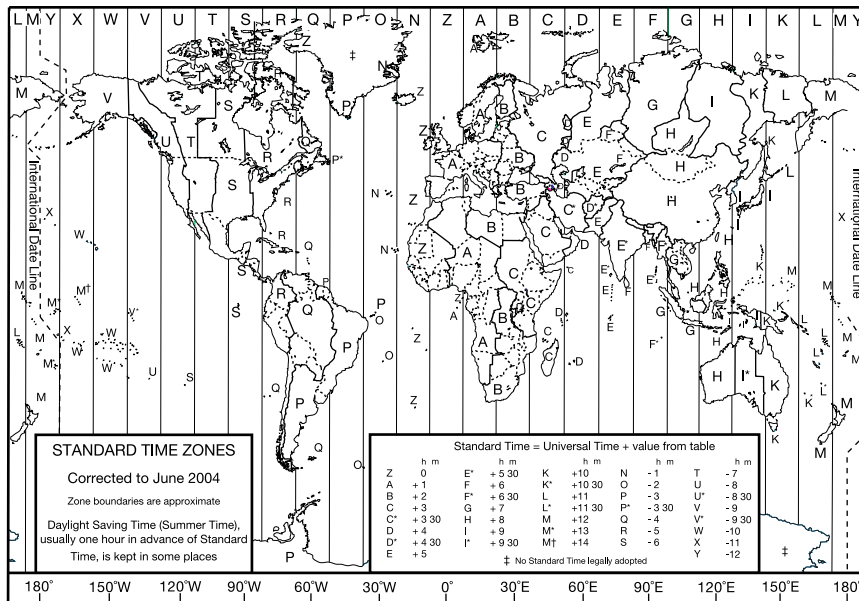 L M Y X W V U T S R Q P O N Z A B C D E F G H I K L M Y
International Date Line
International Date Line
STANDARD TIME ZONES
Corrected to June 2004
Zone boundaries are approximate
Daylight Saving Time (Summer Time),
usually one hour in advance of Standard
Time, is kept in some places
Standard Time = Universal Time + value from table
h m h m h m h m h m
Z 0 E* + 5 30 K +10 N - 1 T - 7
A + 1 F + 6 K* +10 30 O - 2 U - 8
B + 2 F* + 6 30 L +11 P - 3 U* - 8 30
C + 3 G + 7 L* +11 30 P* - 3 30 V - 9
C* + 3 30 H + 8 M +12 Q - 4 V* - 9 30
D + 4 I + 9 M* +13 R - 5 W -10
D* + 4 30 I* + 9 30 M† +14 S - 6 X -11
E + 5 Y -12
‡ No Standard Time legally adopted
180° 150°W 120°W 90°W 60°W 30°W 0° 30°E 60°E 90°E 120°E 150°E 180°